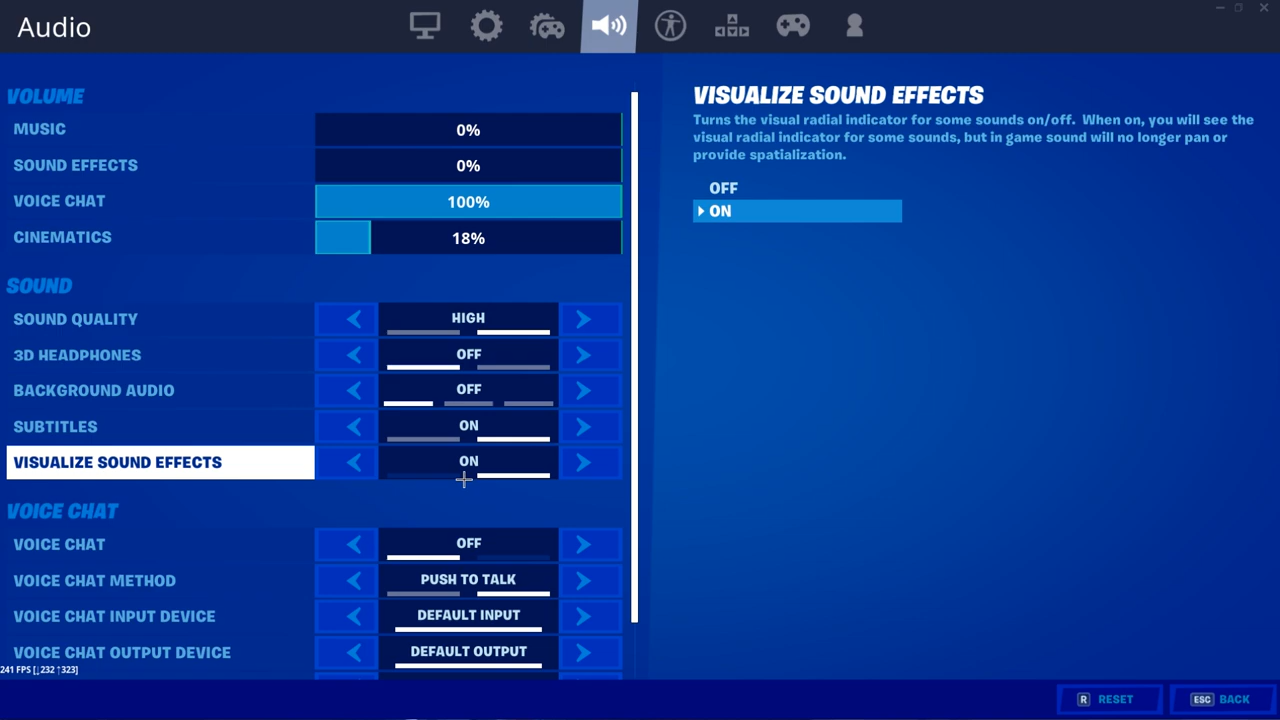 Audio
VOLUME
MUSIC 0%
SOUND EFFECTS 0%
VOICE CHAT 100%
CINEMATICS 18%
SOUND
SOUND QUALITY HIGH
3D HEADPHONES OFF
BACKGROUND AUDIO OFF
SUBTITLES ON
VISUALIZE SOUND EFFECTS ON
VOICE CHAT
VOICE CHAT OFF
VOICE CHAT METHOD PUSH TO TALK
VOICE CHAT INPUT DEVICE DEFAULT INPUT
VOICE CHAT OUTPUT DEVICE DEFAULT OUTPUT
241 FPS [↓232 ↑323]
VISUALIZE SOUND EFFECTS
Turns the visual radial indicator for some sounds on/off. When on, you will see the
visual radial indicator for some sounds, but in game sound will no longer pan or
provide spatialization.
OFF
ON
R RESET
ESC BACK